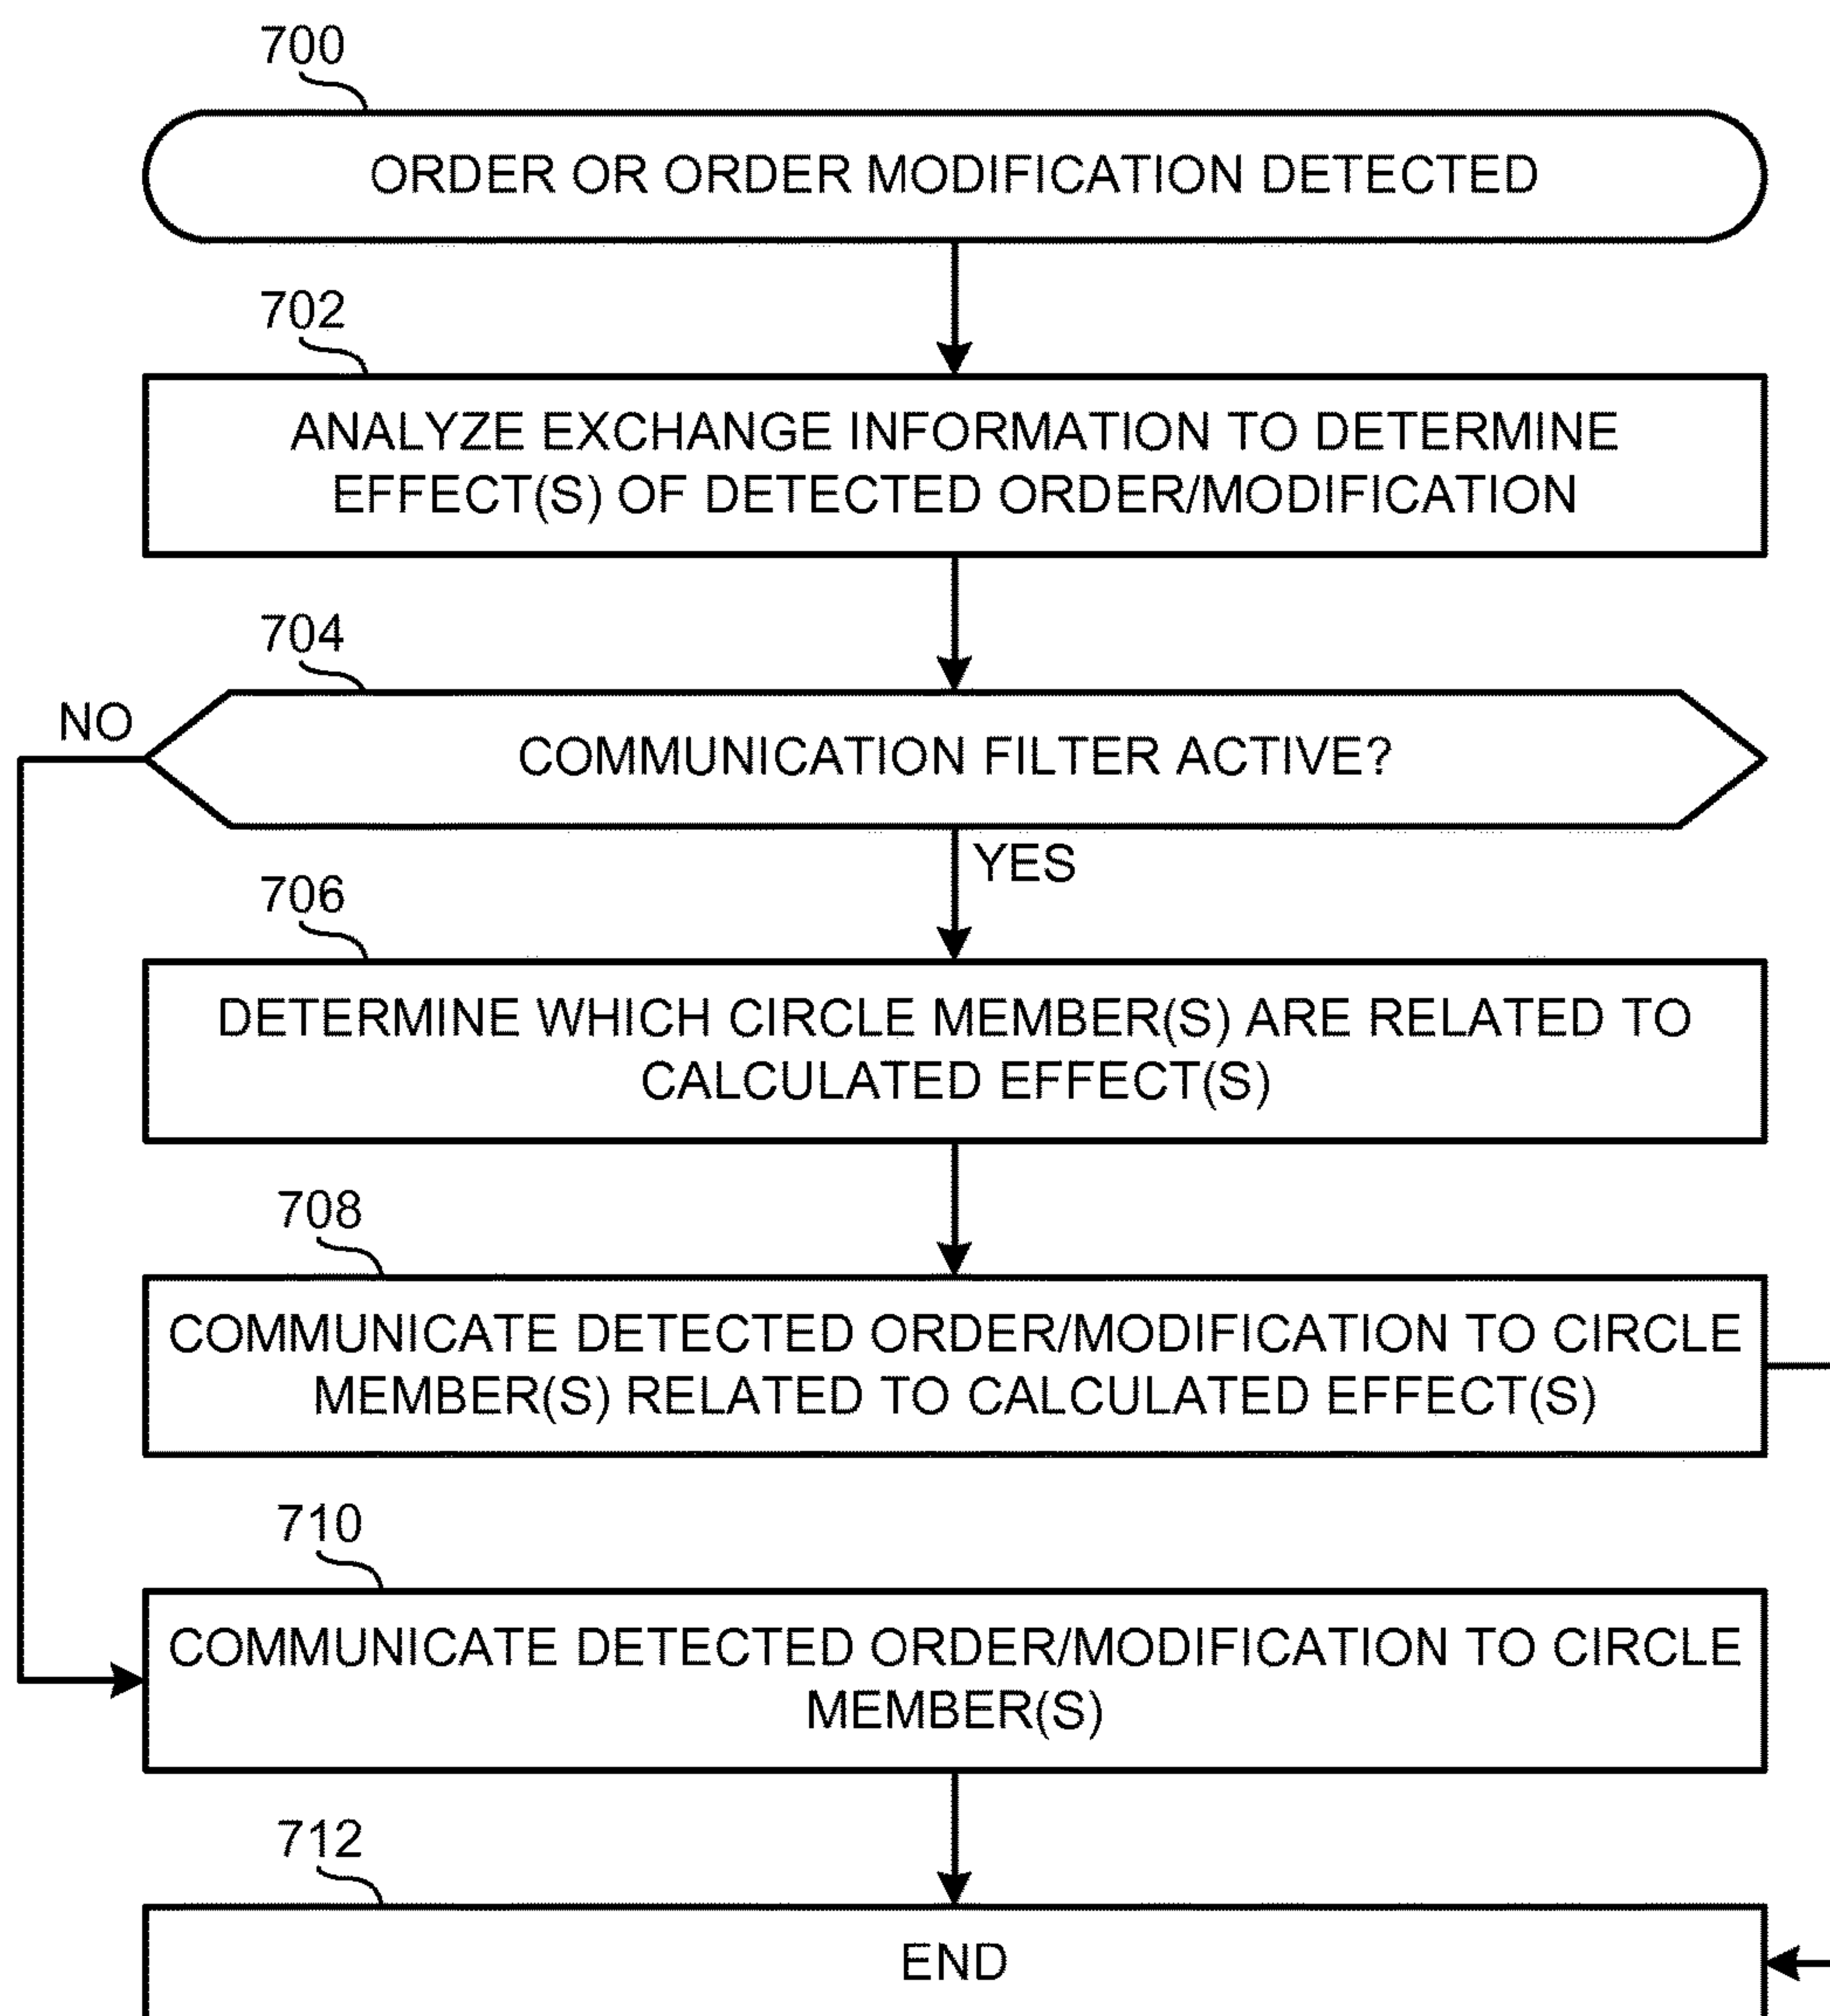 700
ORDER OR ORDER MODIFICATION DETECTED
702
ANALYZE EXCHANGE INFORMATION TO DETERMINE
EFFECT(S) OF DETECTED ORDER/MODIFICATION
704
NO
COMMUNICATION FILTER ACTIVE?
YES
706
DETERMINE WHICH CIRCLE MEMBER(S) ARE RELATED TO
CALCULATED EFFECT(S)
708
COMMUNICATE DETECTED ORDER/MODIFICATION TO CIRCLE
MEMBER(S) RELATED TO CALCULATED EFFECT(S)
710
COMMUNICATE DETECTED ORDER/MODIFICATION TO CIRCLE
MEMBER(S)
712
END